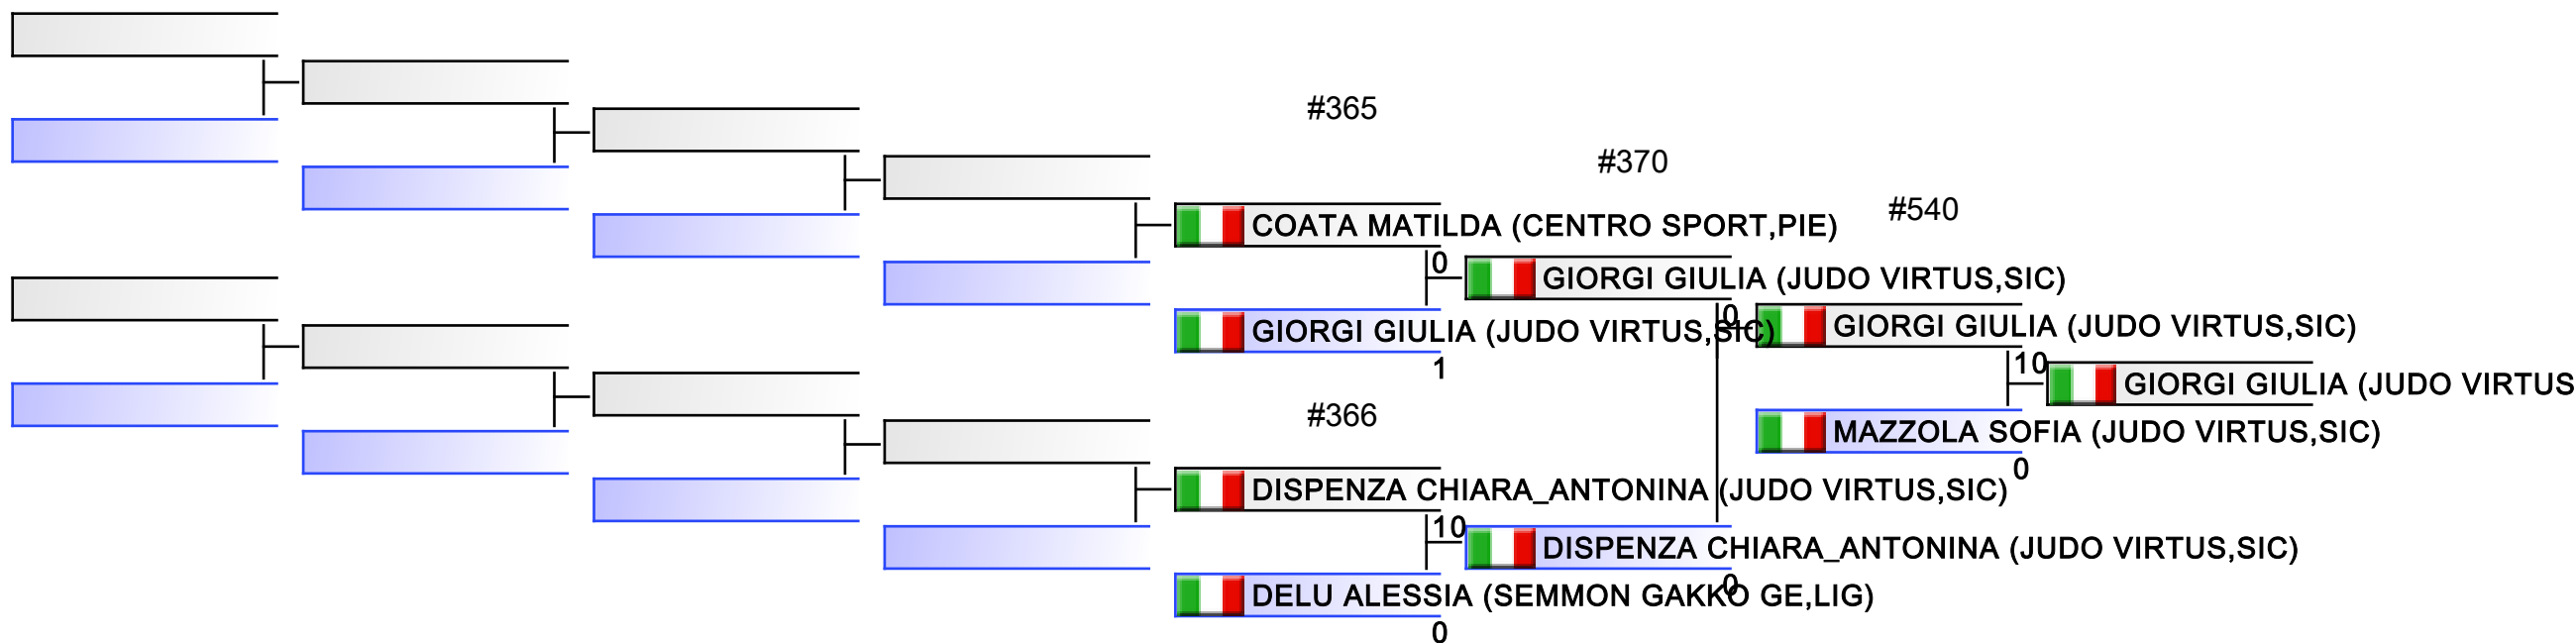 #365
#370
#540
COATA MATILDA (CENTRO SPORT,PIE)
0
GIORGI GIULIA (JUDO VIRTUS,SIC)
0
GIORGI GIULIA (JUDO VIRTUS,SIC)
GIORGI GIULIA (JUDO VIRTUS,SIC)
1
10
GIORGI GIULIA (JUDO VIRTUS
#366
MAZZOLA SOFIA (JUDO VIRTUS,SIC)
0
DISPENZA CHIARA_ANTONINA (JUDO VIRTUS,SIC)
10
DISPENZA CHIARA_ANTONINA (JUDO VIRTUS,SIC)
0
DELU ALESSIA (SEMMON GAKKO GE,LIG)
0